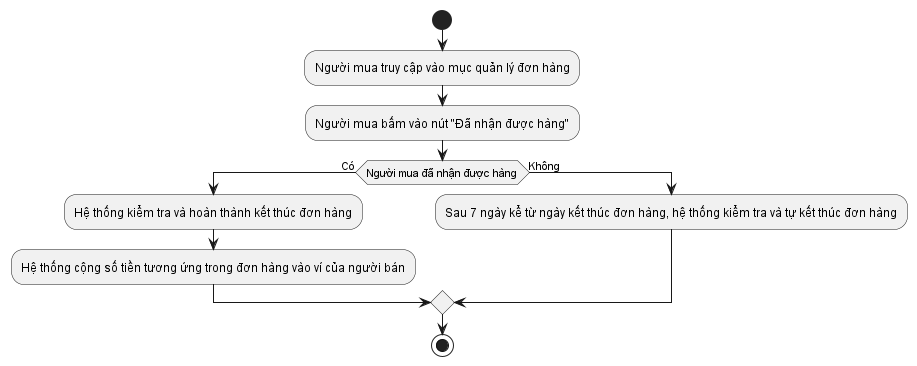 Người mua truy cập vào mục quản lý đơn hàng
Người mua bấm vào nút "Đã nhận được hàng"
Có
Người mua đã nhận được hàng
Không
Hệ thống kiểm tra và hoàn thành kết thúc đơn hàng
Sau 7 ngày kể từ ngày kết thúc đơn hàng, hệ thống kiểm tra và tự kết thúc đơn hàng
Hệ thống cộng số tiền tương ứng trong đơn hàng vào ví của người bán